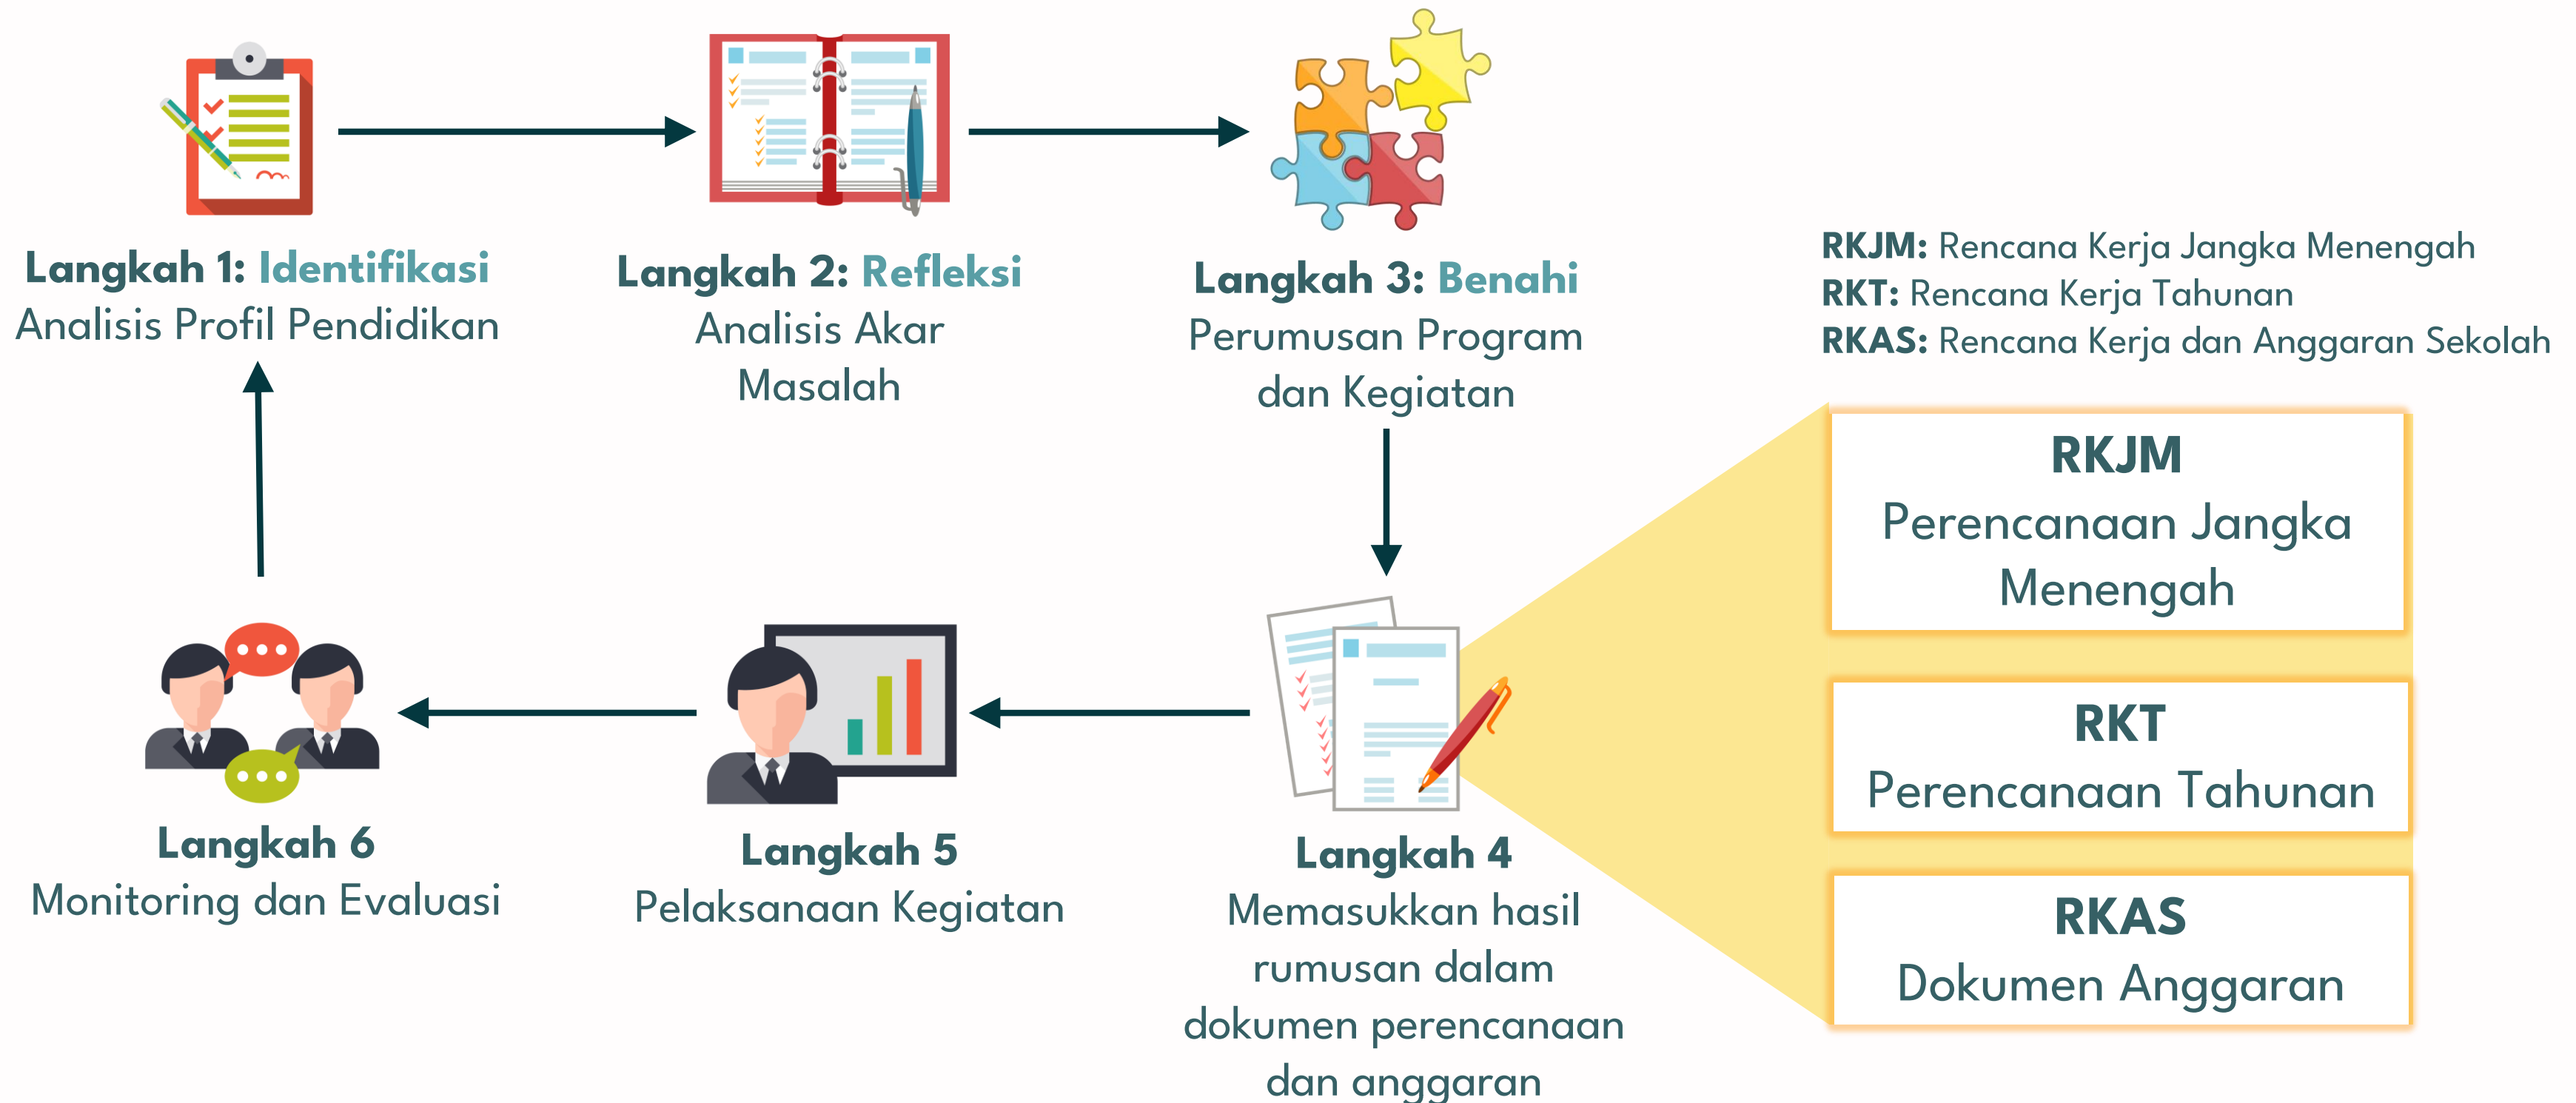 Langkah 1: Identifikasi
Analisis Profil Pendidikan
Langkah 2: Refleksi
Analisis Akar
Masalah
Langkah 3: Benahi
Perumusan Program
dan Kegiatan
RKJM: Rencana Kerja Jangka Menengah
RKT: Rencana Kerja Tahunan
RKAS: Rencana Kerja dan Anggaran Sekolah
RKJM
Perencanaan Jangka
Menengah
RKT
Perencanaan Tahunan
RKAS
Dokumen Anggaran
Langkah 4
Memasukkan hasil
rumusan dalam
dokumen perencanaan
dan anggaran
Langkah 5
Pelaksanaan Kegiatan
Langkah 6
Monitoring dan Evaluasi